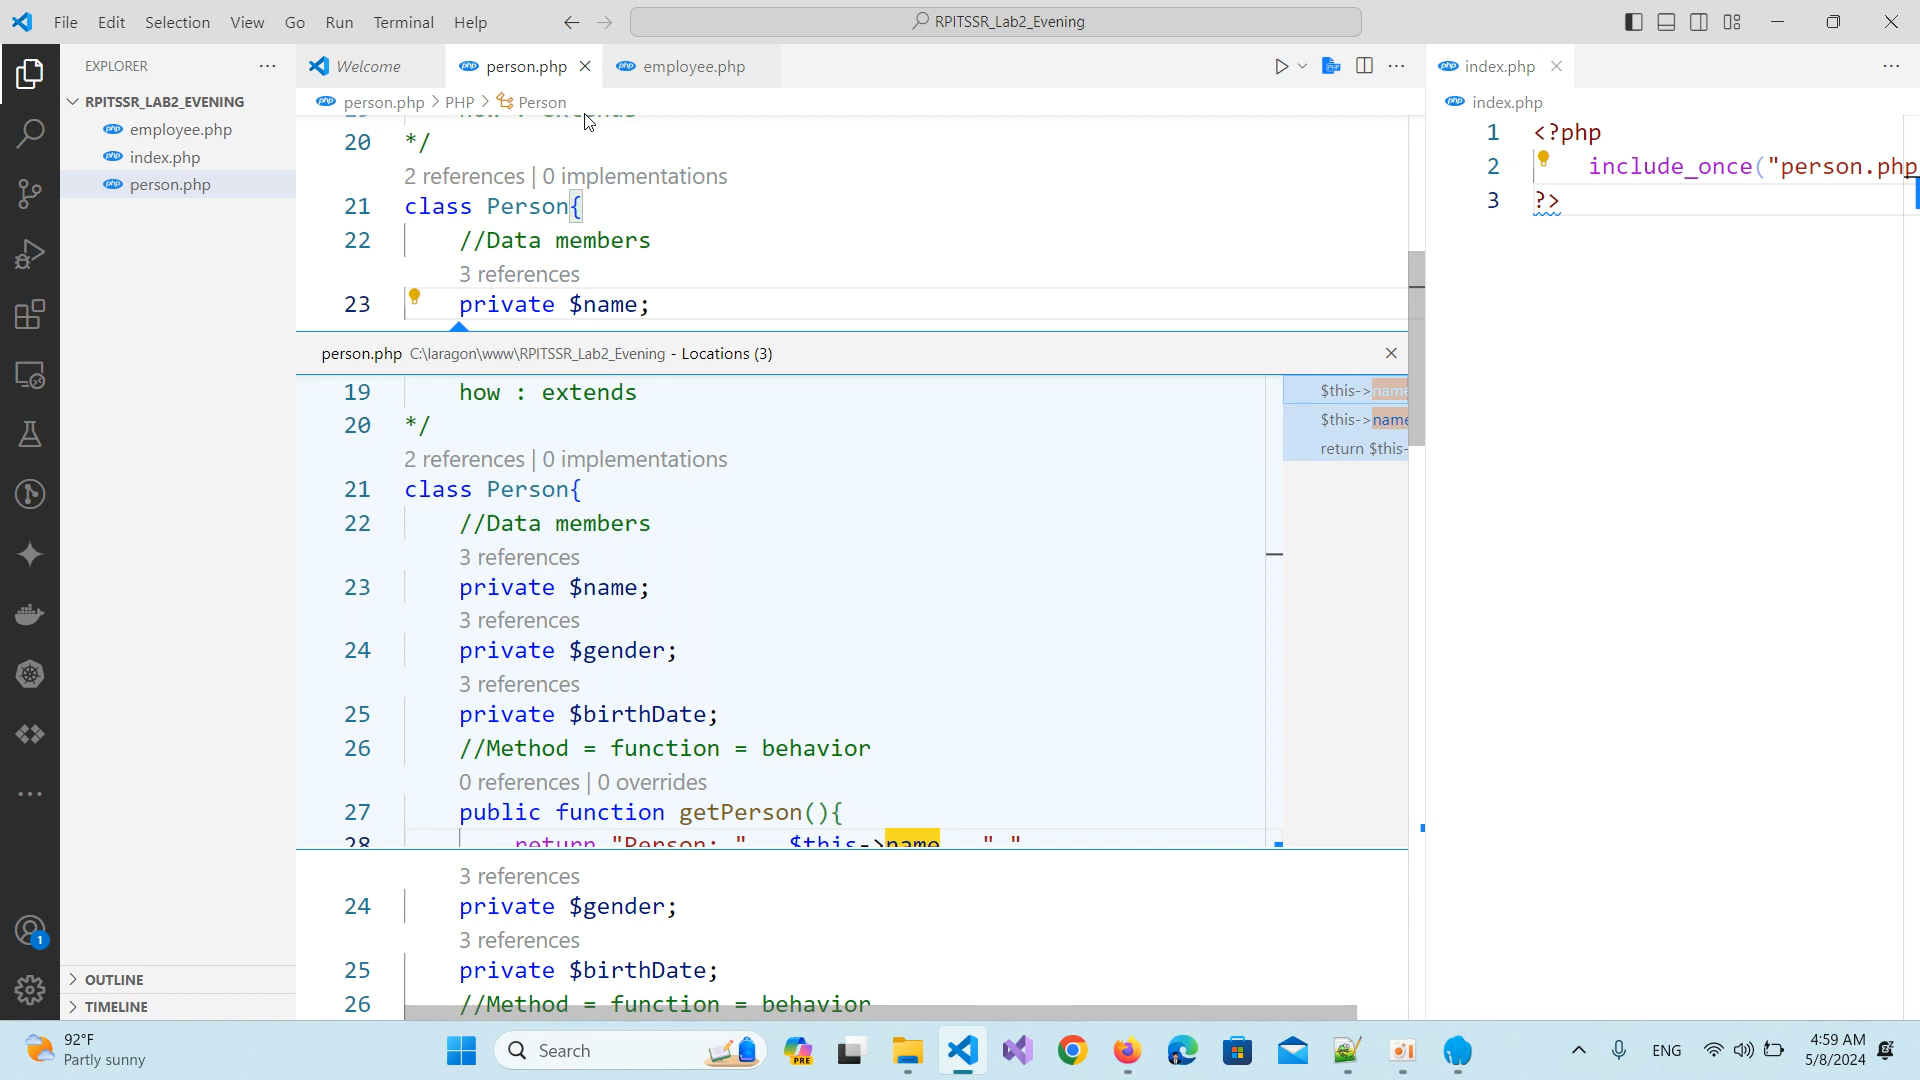 File Edit Selection View Go Run Terminal Help
RPITSSR_Lab2_Evening
EXPLORER
RPITSSR_LAB2_EVENING
employee.php
index.php
person.php
OUTLINE
TIMELINE
1
Welcome
person.php
employee.php
person.php > PHP > Person
20 */
2 references | 0 implementations
21 class Person{
22 //Data members
3 references
23 private $name;
person.php C:\laragon\www\RPITSSR_Lab2_Evening - Locations (3)
19 how : extends
20 */
2 references | 0 implementations
21 class Person{
22 //Data members
3 references
23 private $name;
3 references
24 private $gender;
3 references
25 private $birthDate;
26 //Method = function = behavior
0 references | 0 overrides
27 public function getPerson(){
28 return "Person: " $this->name " "
$this->name
$this->name
return $this-
3 references
24 private $gender;
3 references
25 private $birthDate;
26 //Method = function = behavior
index.php
index.php
1 <?php
2 include_once("person.php
3 ?>
92°F
Partly sunny
Search
PRE
ENG
4:59 AM
5/8/2024